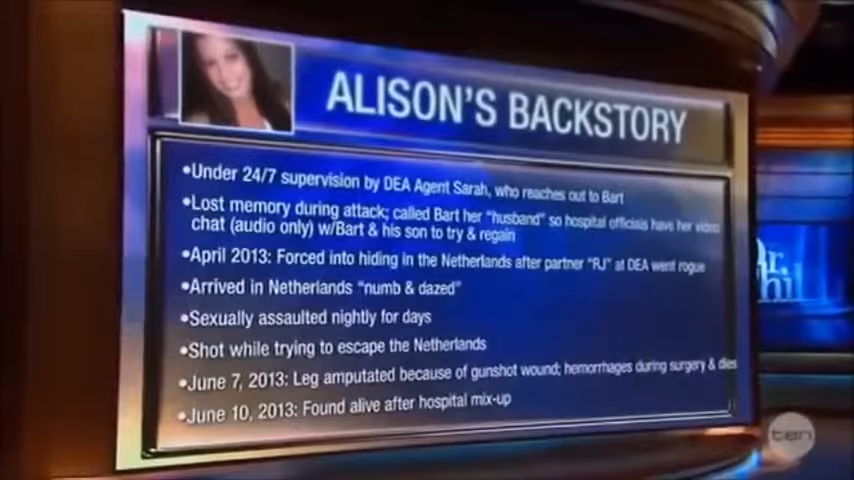 ALISON'S BACKSTORY
•Under 24/7 supervision by DEA Agent Sarah, who reaches out to Bart
•Lost memory during attack; called Bart her "husband" so hospital officials have her video
chat (audio only) w/Bart & his son to try & regain
•April 2013: Forced into hiding in the Netherlands after partner "RJ" at DEA went rogue
•Arrived in Netherlands "numb & dazed"
•Sexually assaulted nightly for days
•Shot while trying to escape the Netherlands
•June 7, 2013: Leg amputated because of gunshot wound; hemorrhages during surgery & dies
•June 10, 2013: Found alive after hospital mix-up
Dr.
Phil
ten